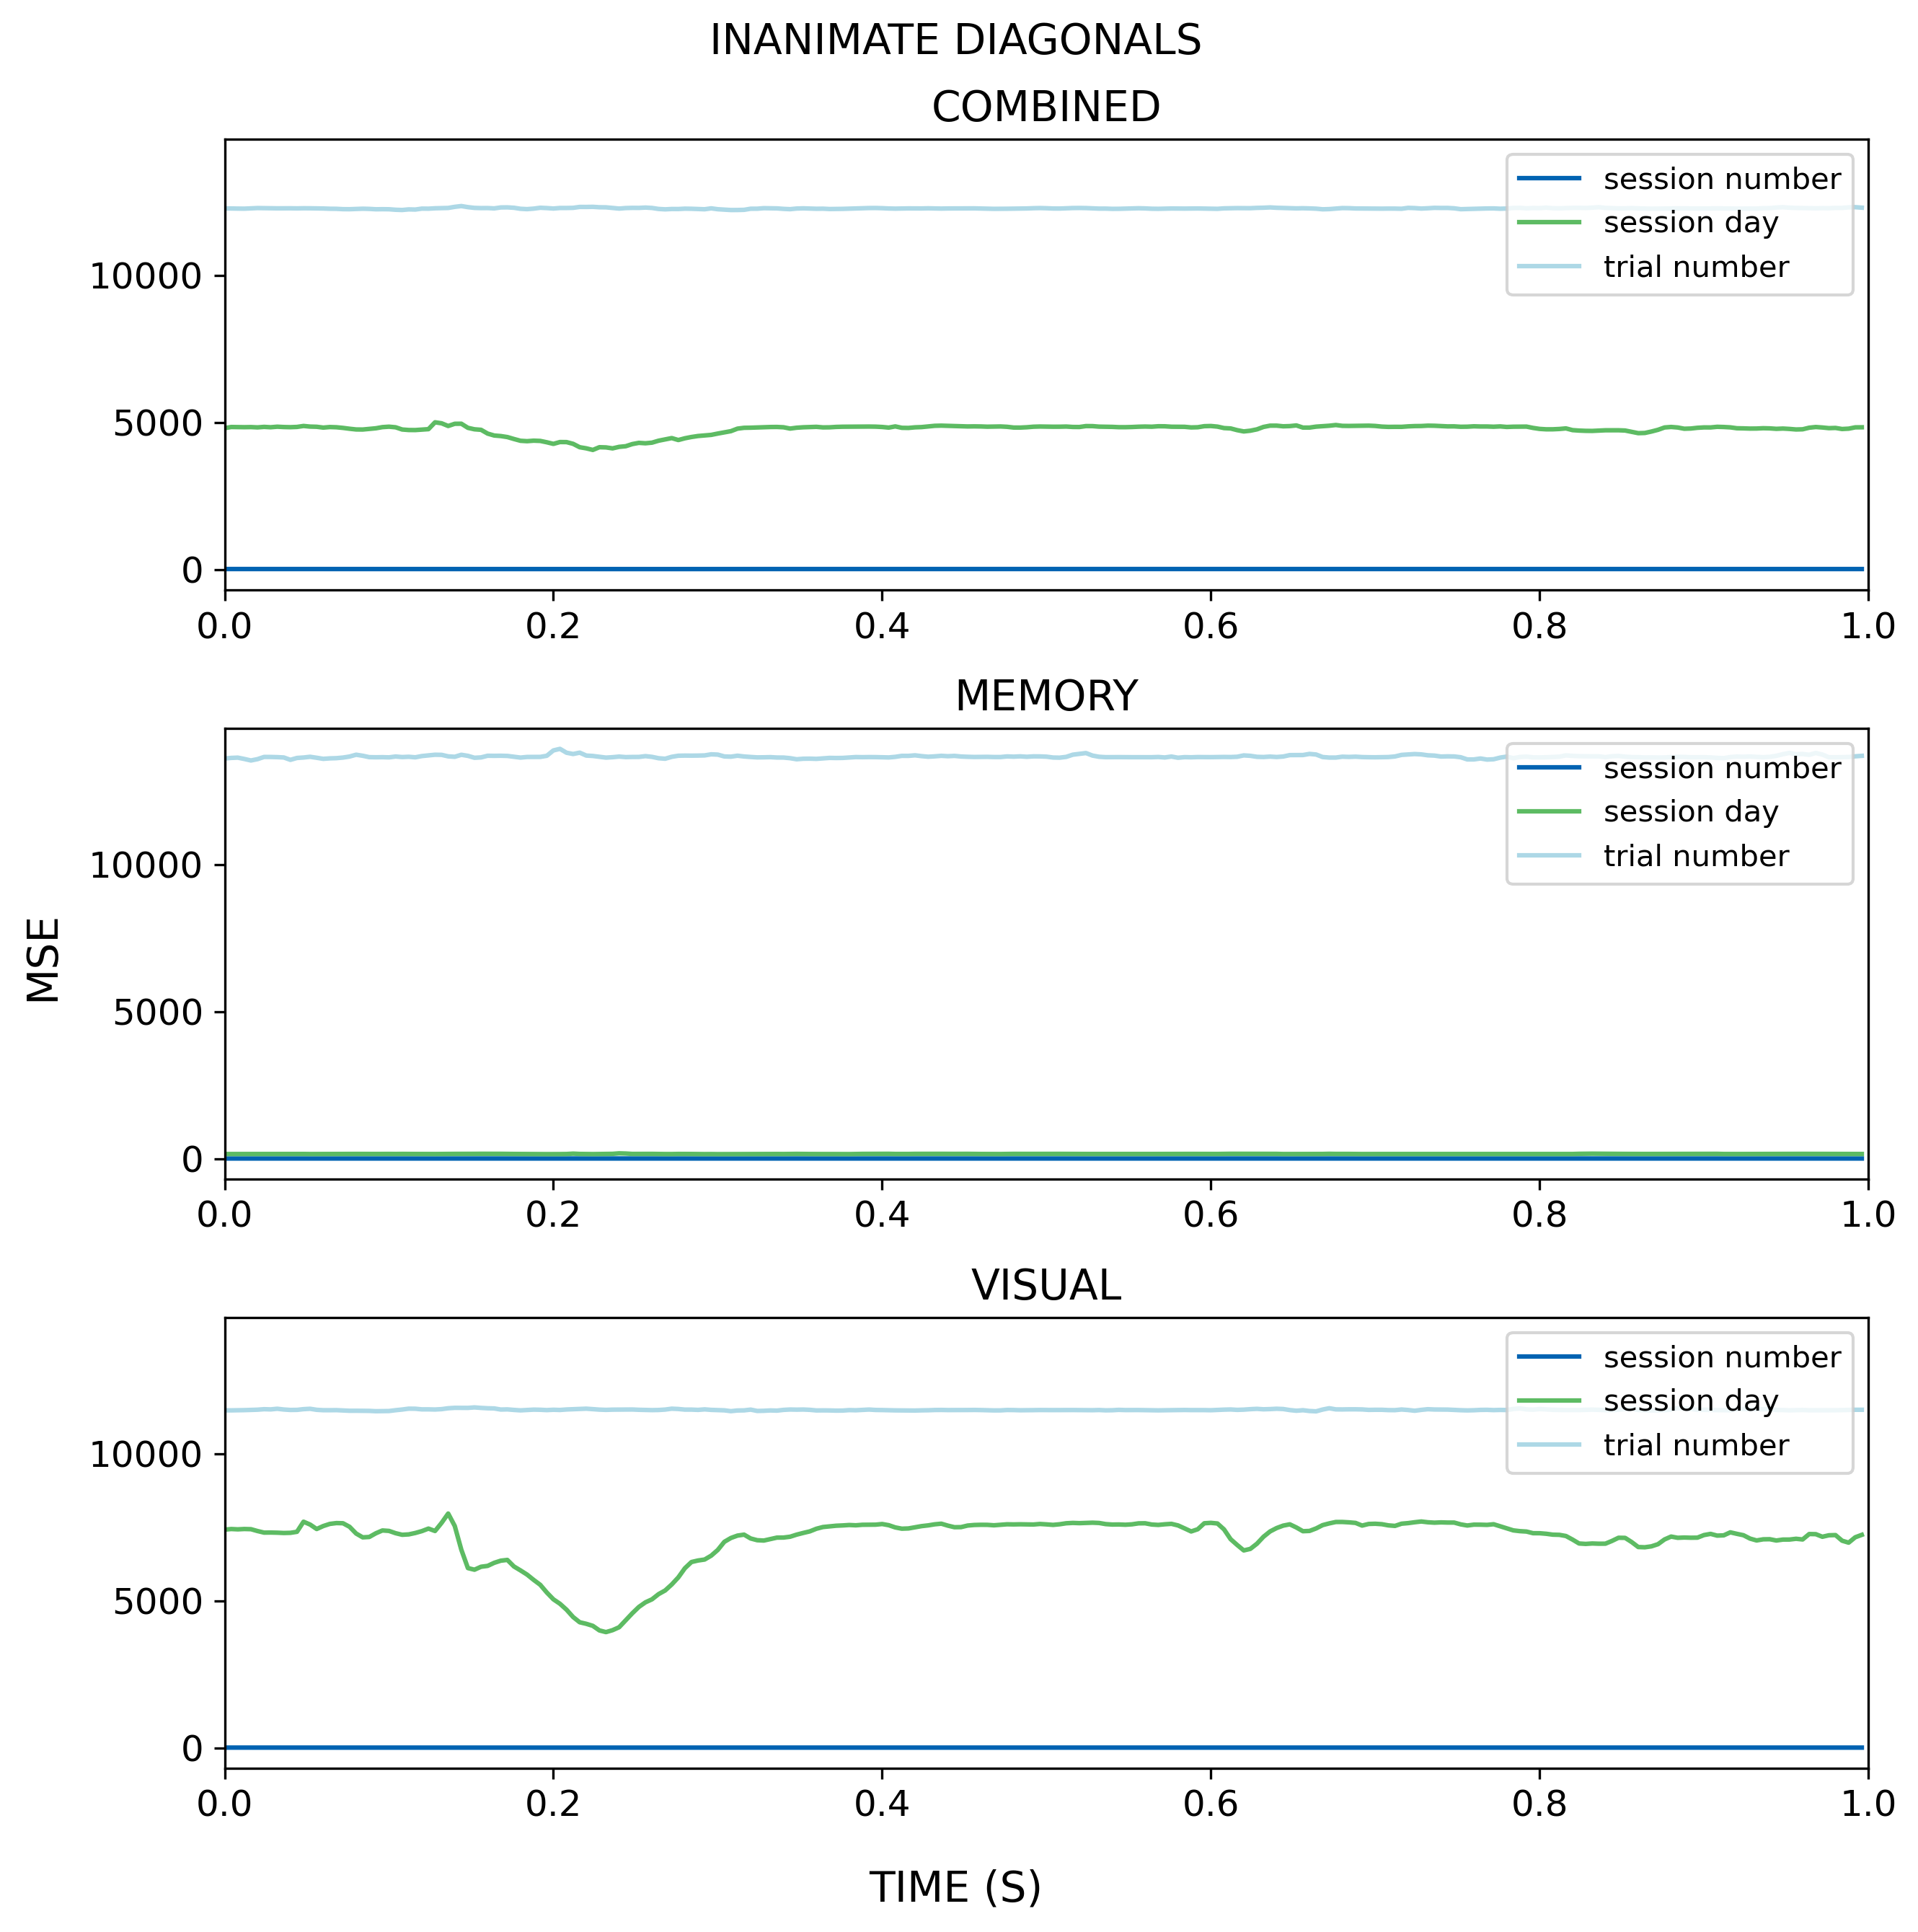 INANIMATE DIAGONALS
COMBINED
session number
session day
trial number
10000
5000
0
0.0 0.2 0.4 0.6 0.8 1.0
MEMORY
session number
session day
trial number
10000
5000
0
0.0 0.2 0.4 0.6 0.8 1.0
MSE
VISUAL
session number
session day
trial number
10000
5000
0
0.0 0.2 0.4 0.6 0.8 1.0
TIME (S)